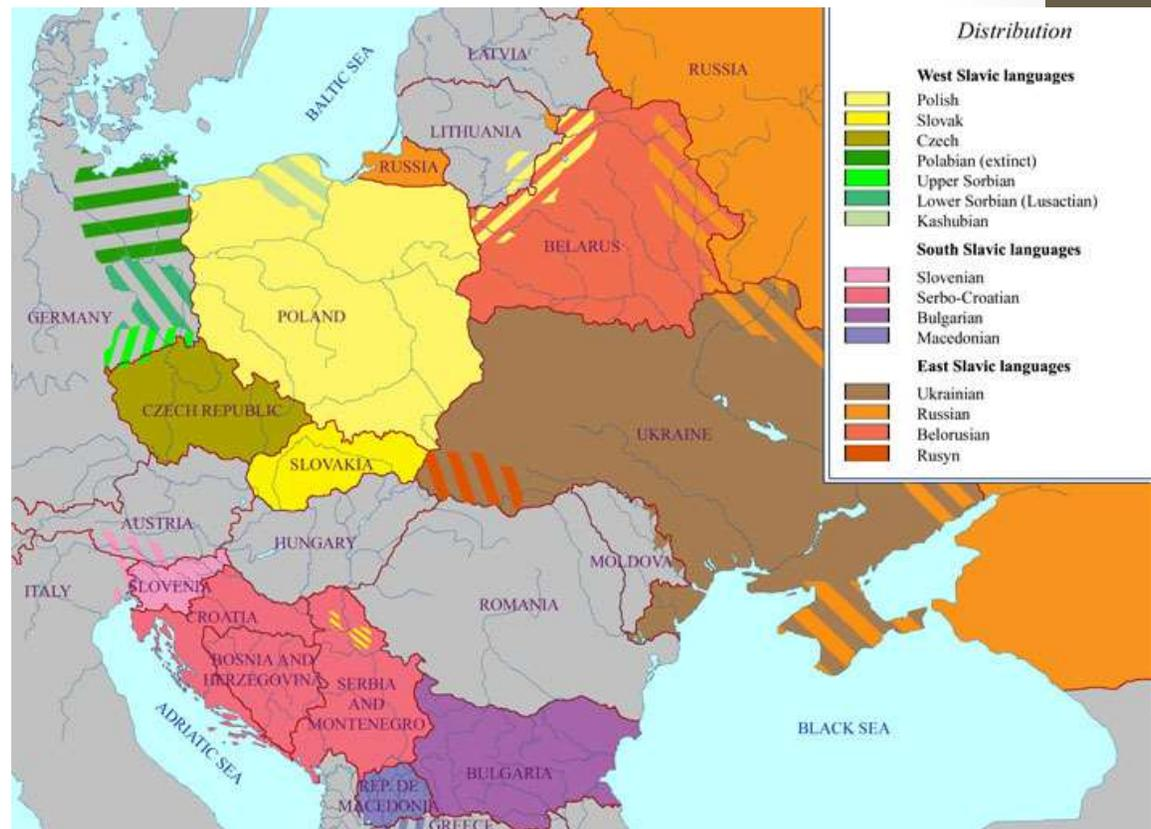 Distribution
West Slavic languages
Polish
Slovak
Czech
Polabian (extinct)
Upper Sorbian
Lower Sorbian (Lusactian)
Kashubian
South Slavic languages
Slovenian
Serbo-Croatian
Bulgarian
Macedonian
East Slavic languages
Ukrainian
Russian
Belorusian
Rusyn
LATVIA
RUSSIA
BALTIC SEA
LITHUANIA
RUSSIA
BELARUS
GERMANY
POLAND
CZECH REPUBLIC
UKRAINE
SLOVAKIA
AUSTRIA
HUNGARY
MOLDOVA
ITALY
SLOVENIA
ROMANIA
CROATIA
BOSNIA AND
HERZEGOVINA
SERBIA
AND
MONTENEGRO
ADRIATIC SEA
BLACK SEA
BULGARIA
REP. DE
MACEDONIA
GREECE